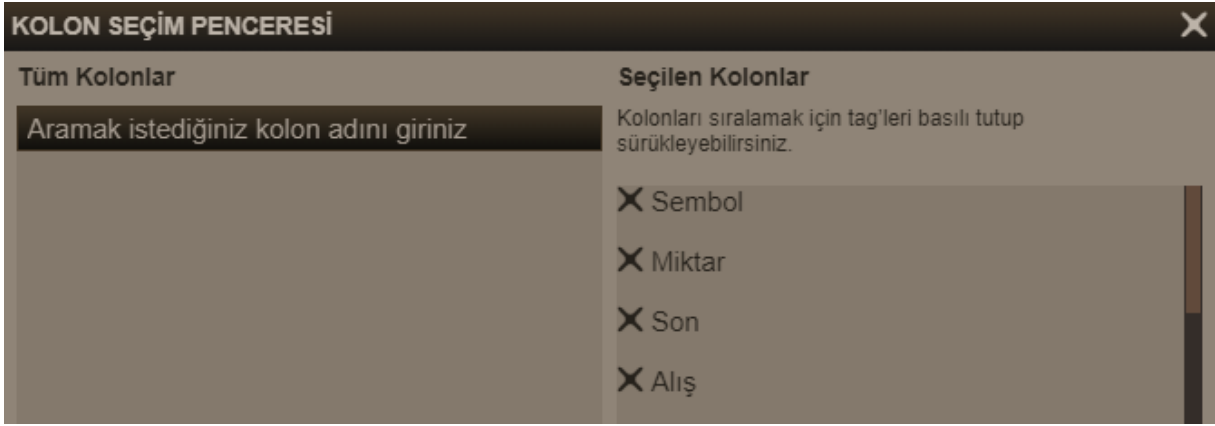 KOLON SEÇİM PENCERESİ
Tüm Kolonlar
Aramak istediğiniz kolon adını giriniz
Seçilen Kolonlar
Kolonları sıralamak için tag'leri basılı tutup
sürükleyebilirsiniz.
Sembol
Miktar
Son
Alış